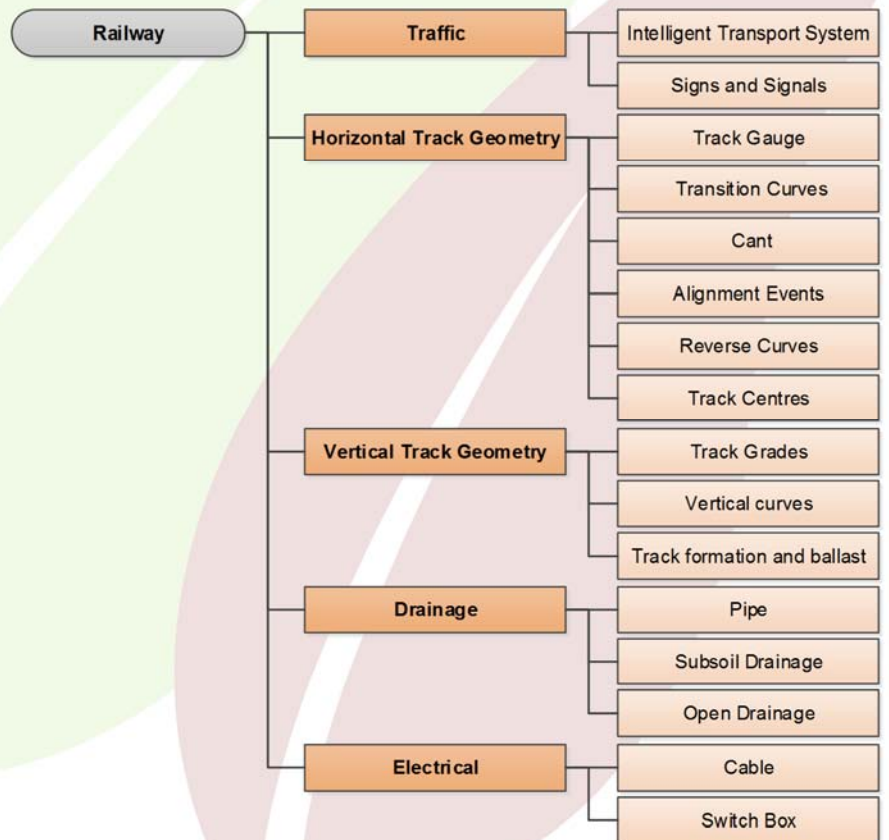 Railway
Traffic
Intelligent Transport System
Signs and Signals
Horizontal Track Geometry
Track Gauge
Transition Curves
Cant
Alignment Events
Reverse Curves
Track Centres
Vertical Track Geometry
Track Grades
Vertical curves
Track formation and ballast
Drainage
Pipe
Subsoil Drainage
Open Drainage
Electrical
Cable
Switch Box